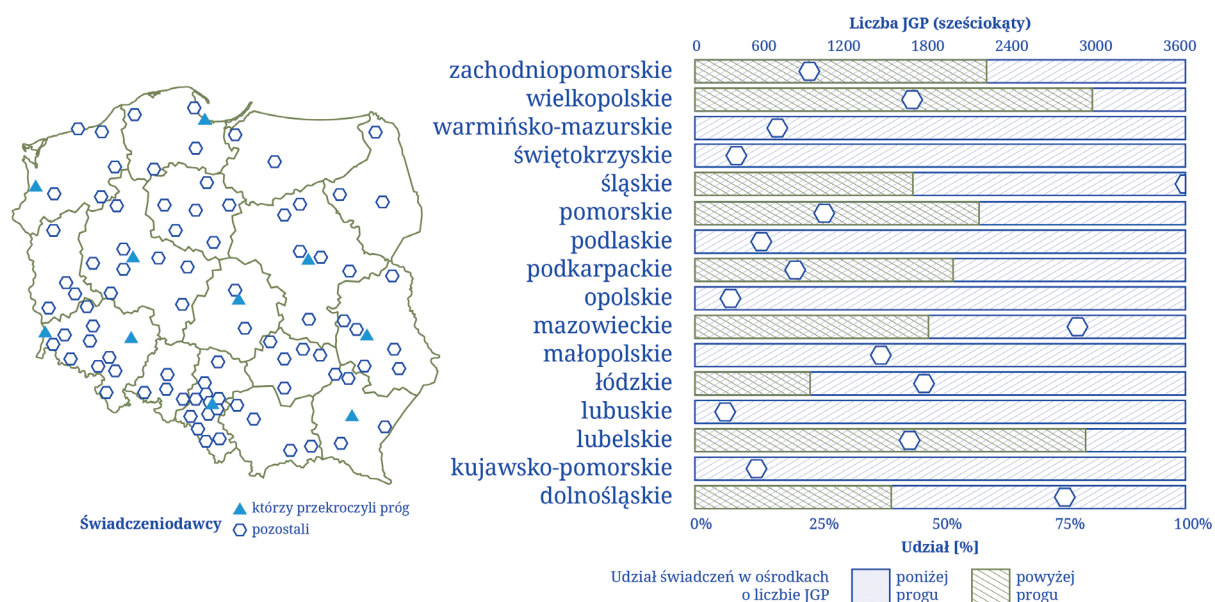 Liczba JGP (sześciokąty)
0 600 1200 1800 2400 3000 3600
zachodniopomorskie
wielkopolskie
warmińsko-mazurskie
świętokrzyskie
śląskie
pomorskie
podlaskie
podkarpackie
opolskie
mazowieckie
małopolskie
łódzkie
lubuskie
lubelskie
kujawsko-pomorskie
dolnośląskie
0% 25% 50% 75% 100%
Udział [%]
Świadczeniodawcy
którzy przekroczyli próg
pozostali
Udział świadczeń w ośrodkach
o liczbie JGP
poniżej
progu
powyżej
progu